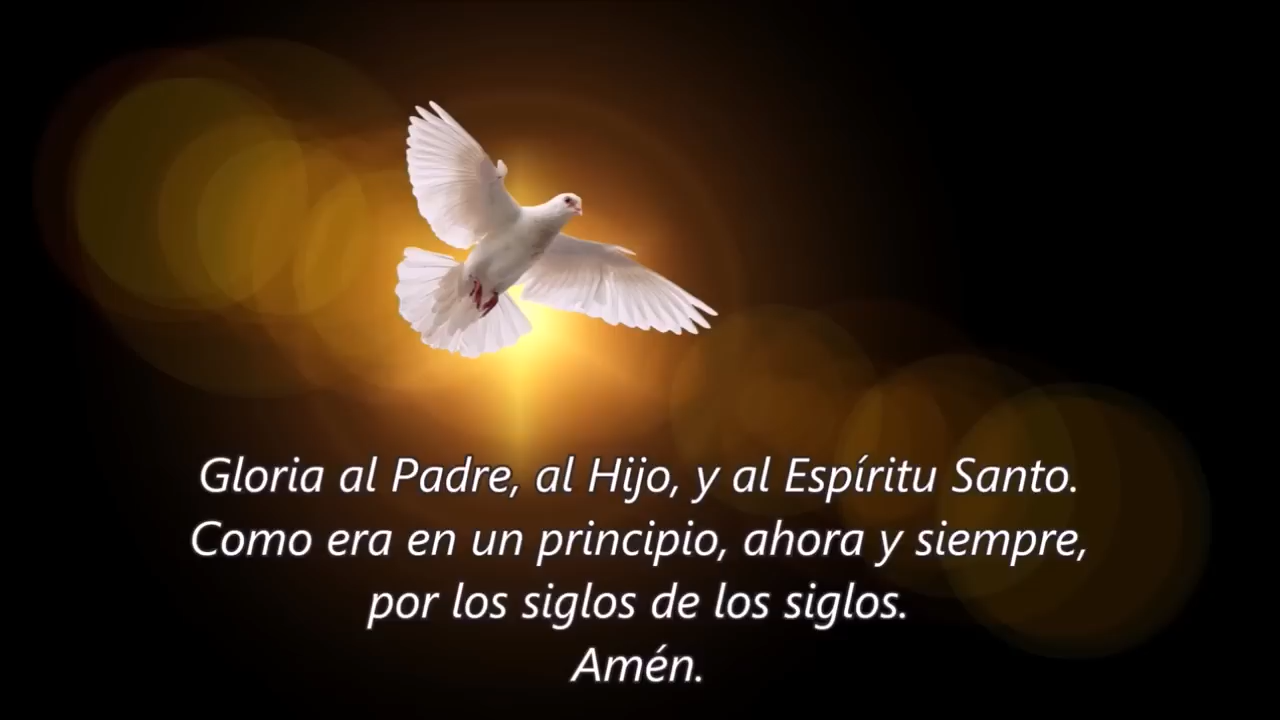 Gloria al Padre, al Hijo, y al Espíritu Santo.
Como era en un principio, ahora y siempre,
por los siglos de los siglos.
Amén.